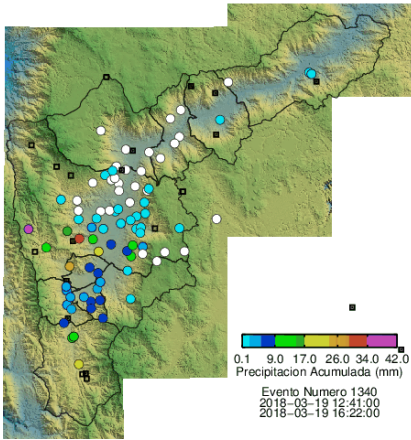 0.1 9.0 17.0 26.0 34.0 42.0
Precipitacion Acumulada (mm)
Evento Numero 1340
2018-03-19 12:41:00
2018-03-19 16:22:00